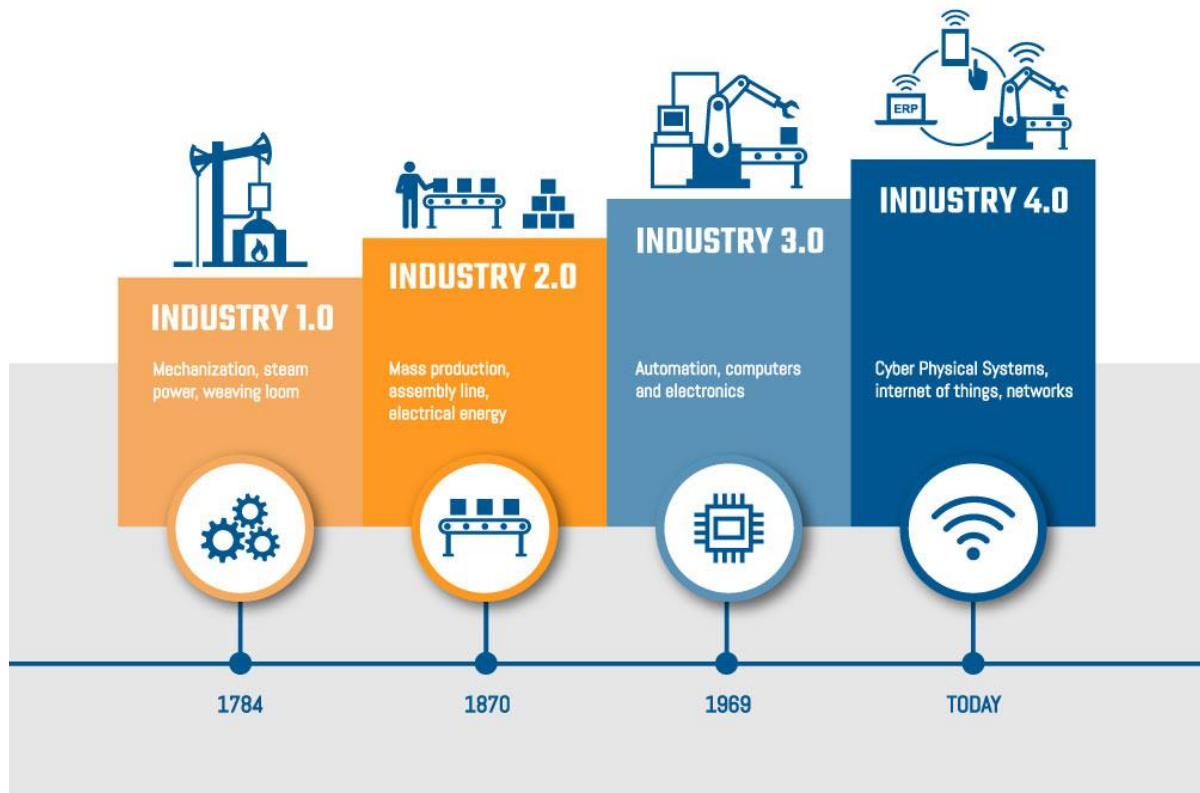 ERP
INDUSTRY 1.0
Mechanization, steam
power, weaving loom
INDUSTRY 2.0
Mass production,
assembly line,
electrical energy
INDUSTRY 3.0
Automation, computers
and electronics
INDUSTRY 4.0
Cyber Physical Systems,
internet of things, networks
1784
1870
1969
TODAY